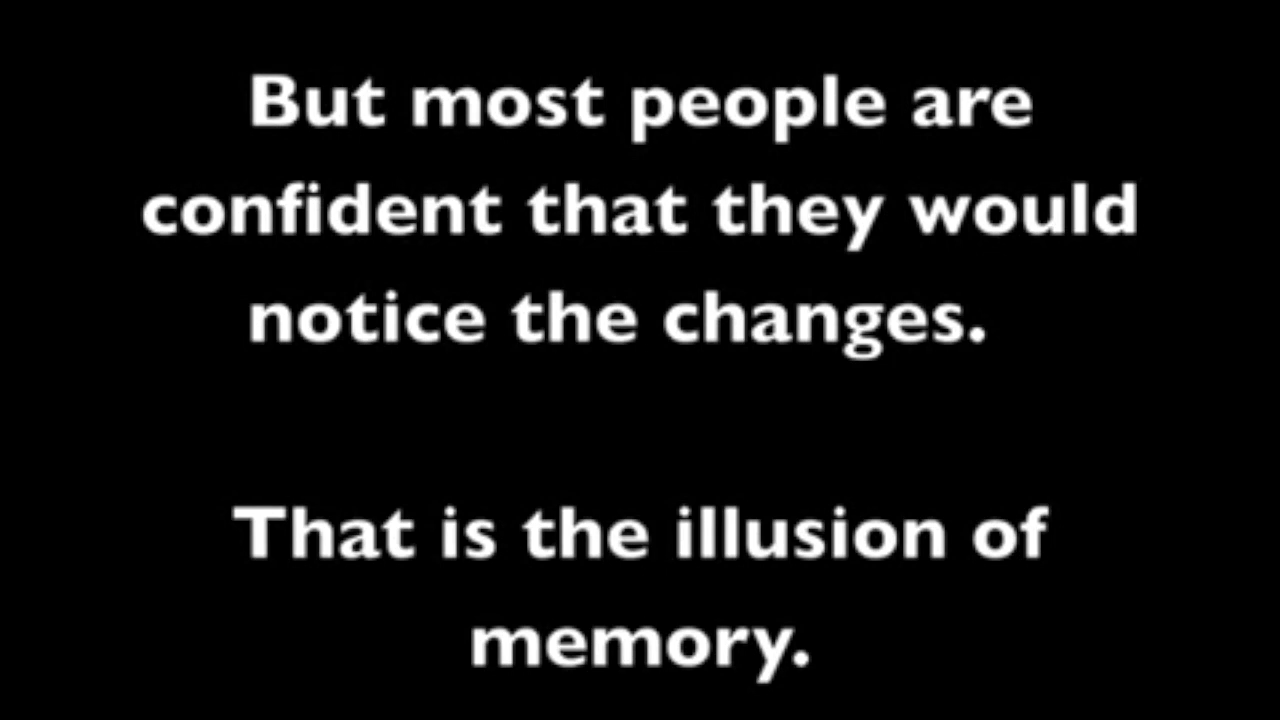 But most people are
confident that they would
notice the changes.
That is the illusion of
memory.